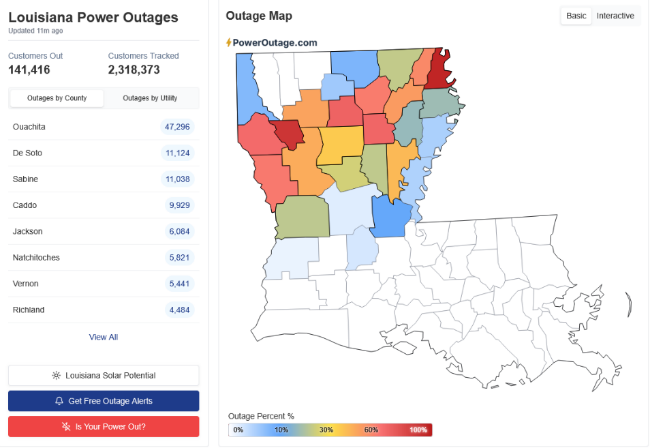 Louisiana Power Outages
Updated 11m ago
Customers Out Customers Tracked
141,416 2,318,373
Outages by County Outages by Utility
Ouachita 47,296
De Soto 11,124
Sabine 11,038
Caddo 9,929
Jackson 6,084
Natchitoches 5,821
Vernon 5,441
Richland 4,484
View All
Louisiana Solar Potential
Get Free Outage Alerts
Is Your Power Out?
Outage Map
Basic Interactive
PowerOutage.com
Outage Percent %
0% 10% 30% 60% 100%